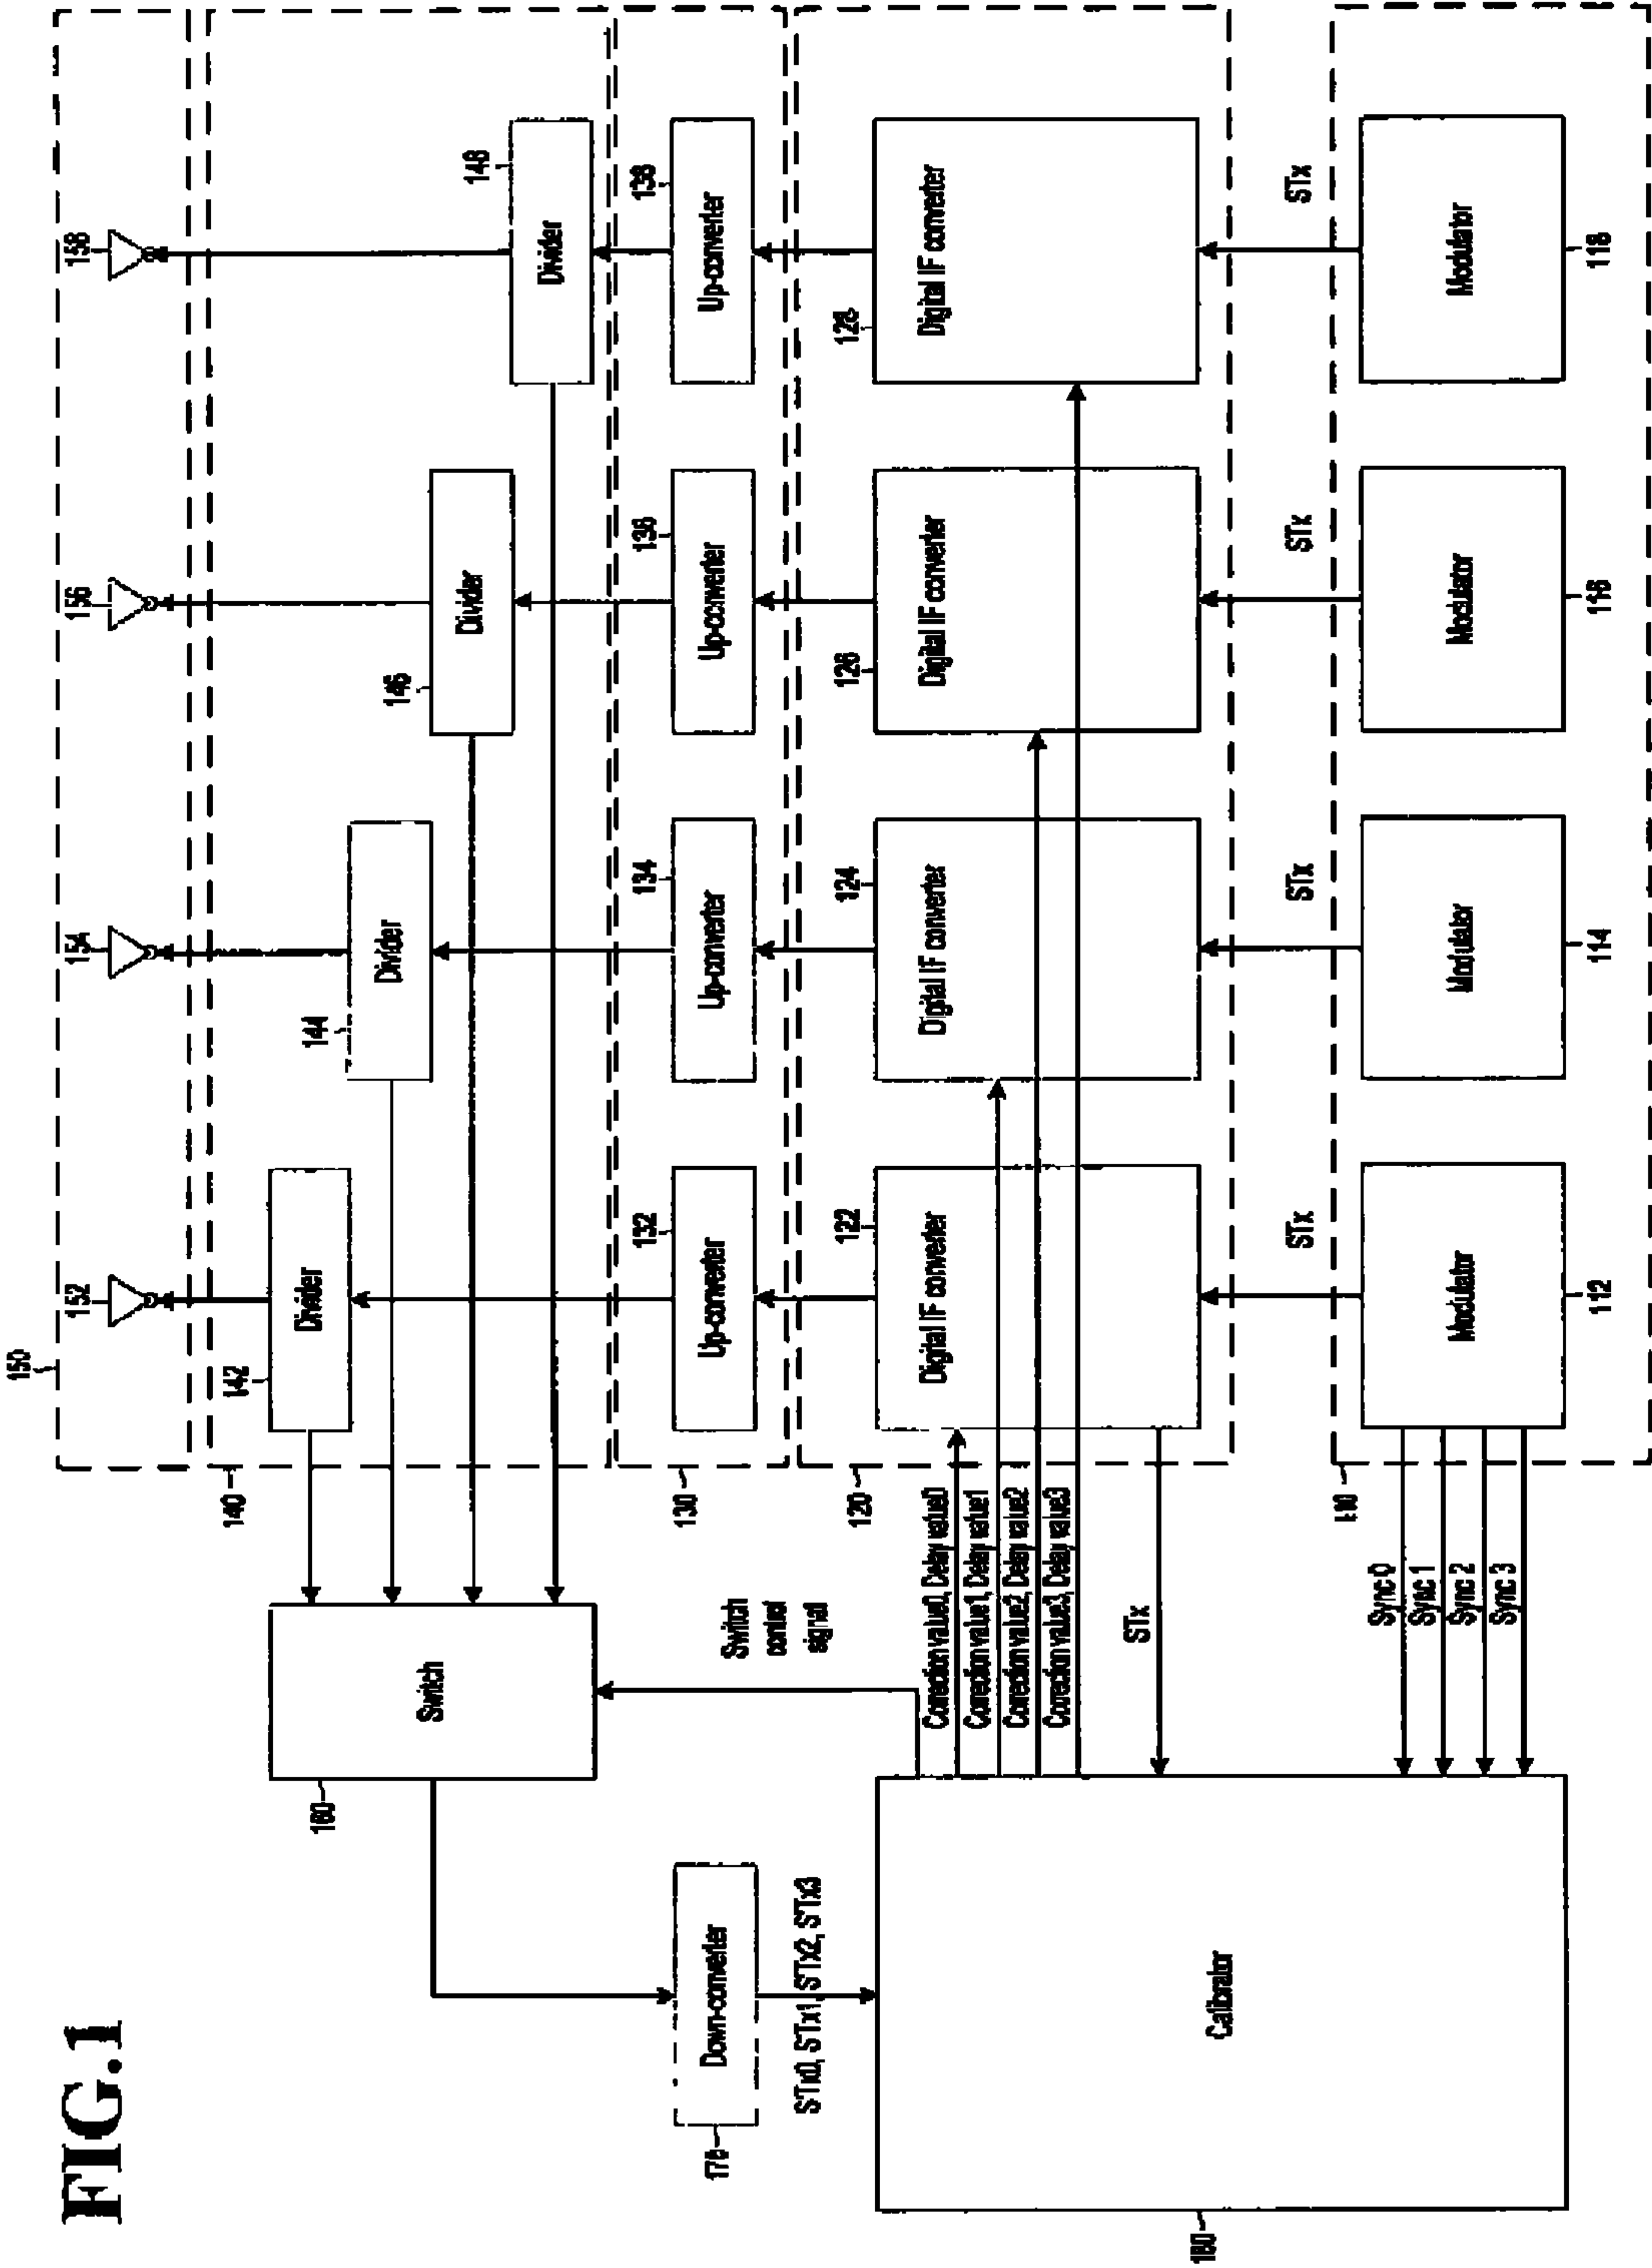 FIG.1
150
152
154
156
158
140
142
Divider
144
Divider
146
Divider
148
Divider
160
Switch
130
132
Up-converter
134
Up-converter
136
Up-converter
138
Up-converter
170
Down-converter
STx0, STx1, STx2, STx3
Switch
control
signal
120
122
Digital IF converter
124
Digital IF converter
126
Digital IF converter
128
Digital IF converter
Correction value0, Delay value0
Correction value1, Delay value1
Correction value2, Delay value2
Correction value3, Delay value3
STx
180
Calibrator
STx
STx
STx
STx
110
Sync 0
Sync 1
Sync 2
Sync 3
Modulator
112
Modulator
114
Modulator
116
Modulator
118